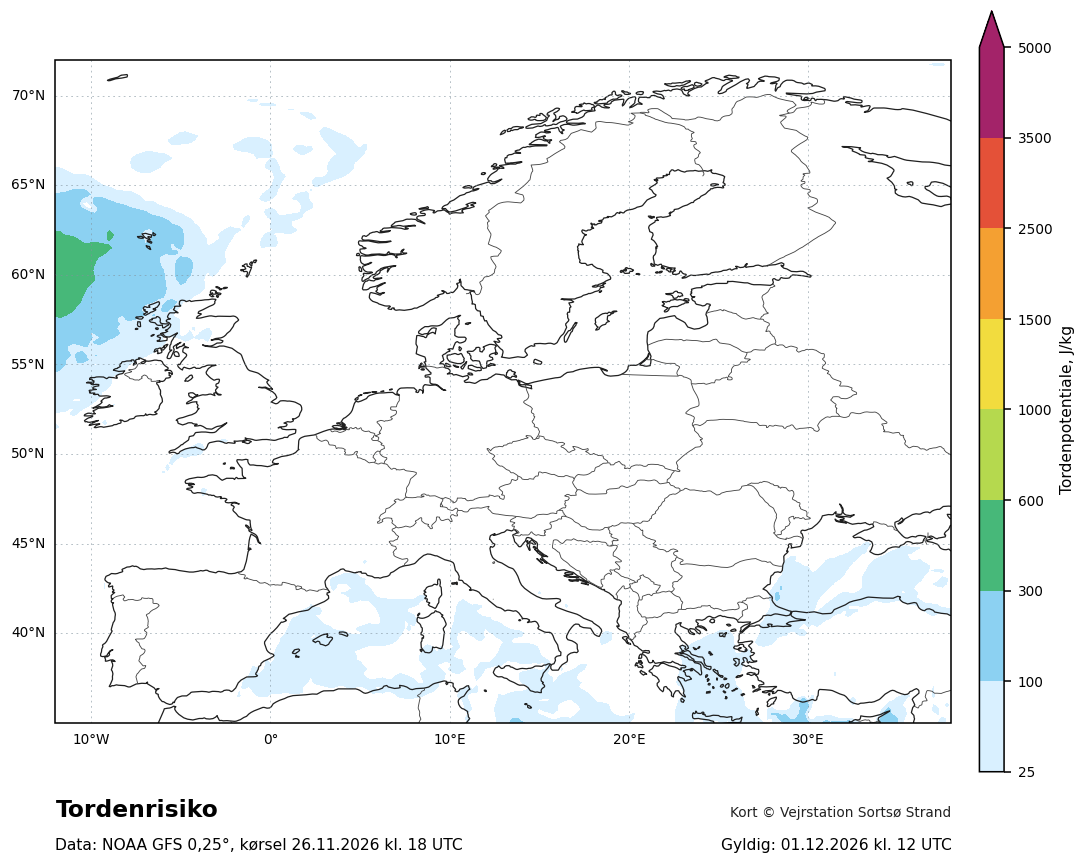 70°N
65°N
60°N
55°N
50°N
45°N
40°N
10°W
0°
10°E
20°E
30°E
5000
3500
2500
1500
1000
600
300
100
25
Tordenpotentiale, J/kg
Tordenrisiko
Kort © Vejrstation Sortsø Strand
Data: NOAA GFS 0,25°, kørsel 26.11.2026 kl. 18 UTC
Gyldig: 01.12.2026 kl. 12 UTC